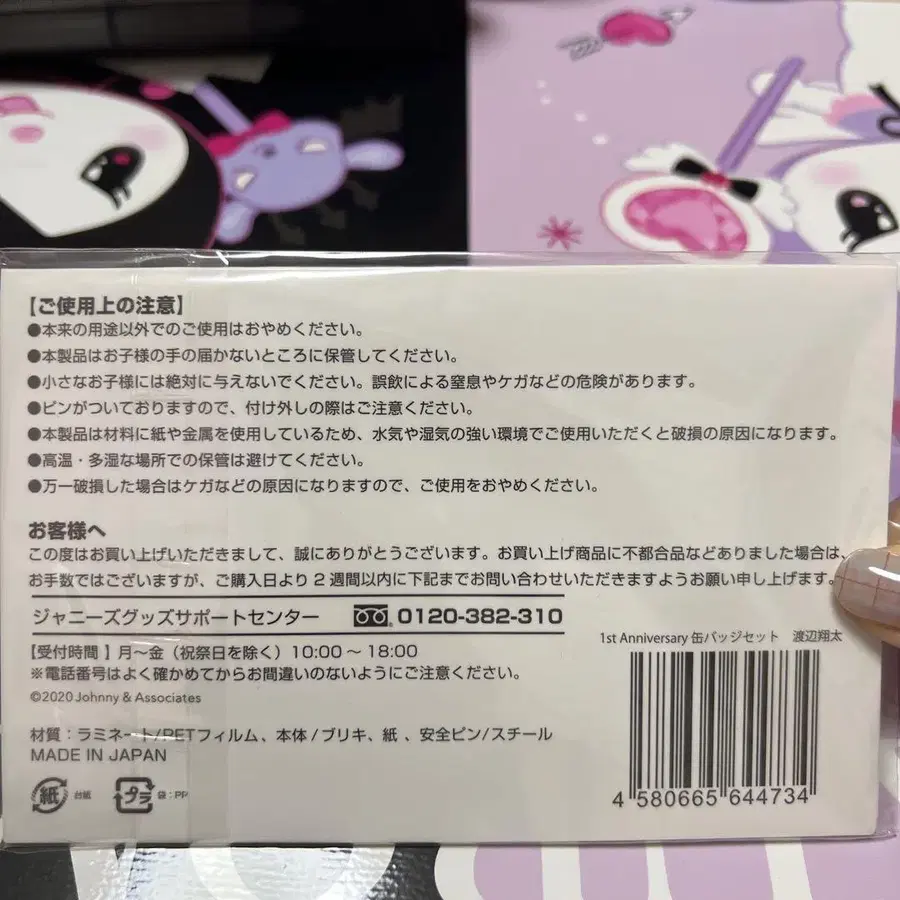 【ご使用上の注意】
●本来の用途以外でのご使用はおやめください。
●本製品はお子様の手の届かないところに保管してください。
●小さなお子様には絶対に与えないでください。誤飲による窒息やケガなどの危険があります。
●ピンがついておりますので、付け外しの際はご注意ください。
●本製品は材料に紙や金属を使用しているため、水気や湿気の強い環境でご使用いただくと破損の原因になります。
●高温・多湿な場所での保管は避けてください。
●万一破損した場合はケガなどの原因になりますので、ご使用をおやめください。
お客様へ
この度はお買い上げいただきまして、誠にありがとうございます。お買い上げ商品に不都合品などありました場合は、
お手数ではございますが、ご購入日より2週間以内に下記までお問い合わせいただきますようお願い申し上げます。
ジャニーズグッズサポートセンター 0120-382-310
【受付時間】月〜金（祝祭日を除く）10:00〜18:00
※電話番号はよく確かめてからお間違いのないようにご注意ください。
©2020 Johnny & Associates
1st Anniversary 缶バッジセット 渡辺翔太
材質：ラミネート/PETフィルム、本体/ブリキ、紙、安全ピン/スチール
MADE IN JAPAN
紙 台紙 プラ 袋：PP
4 580665 644734